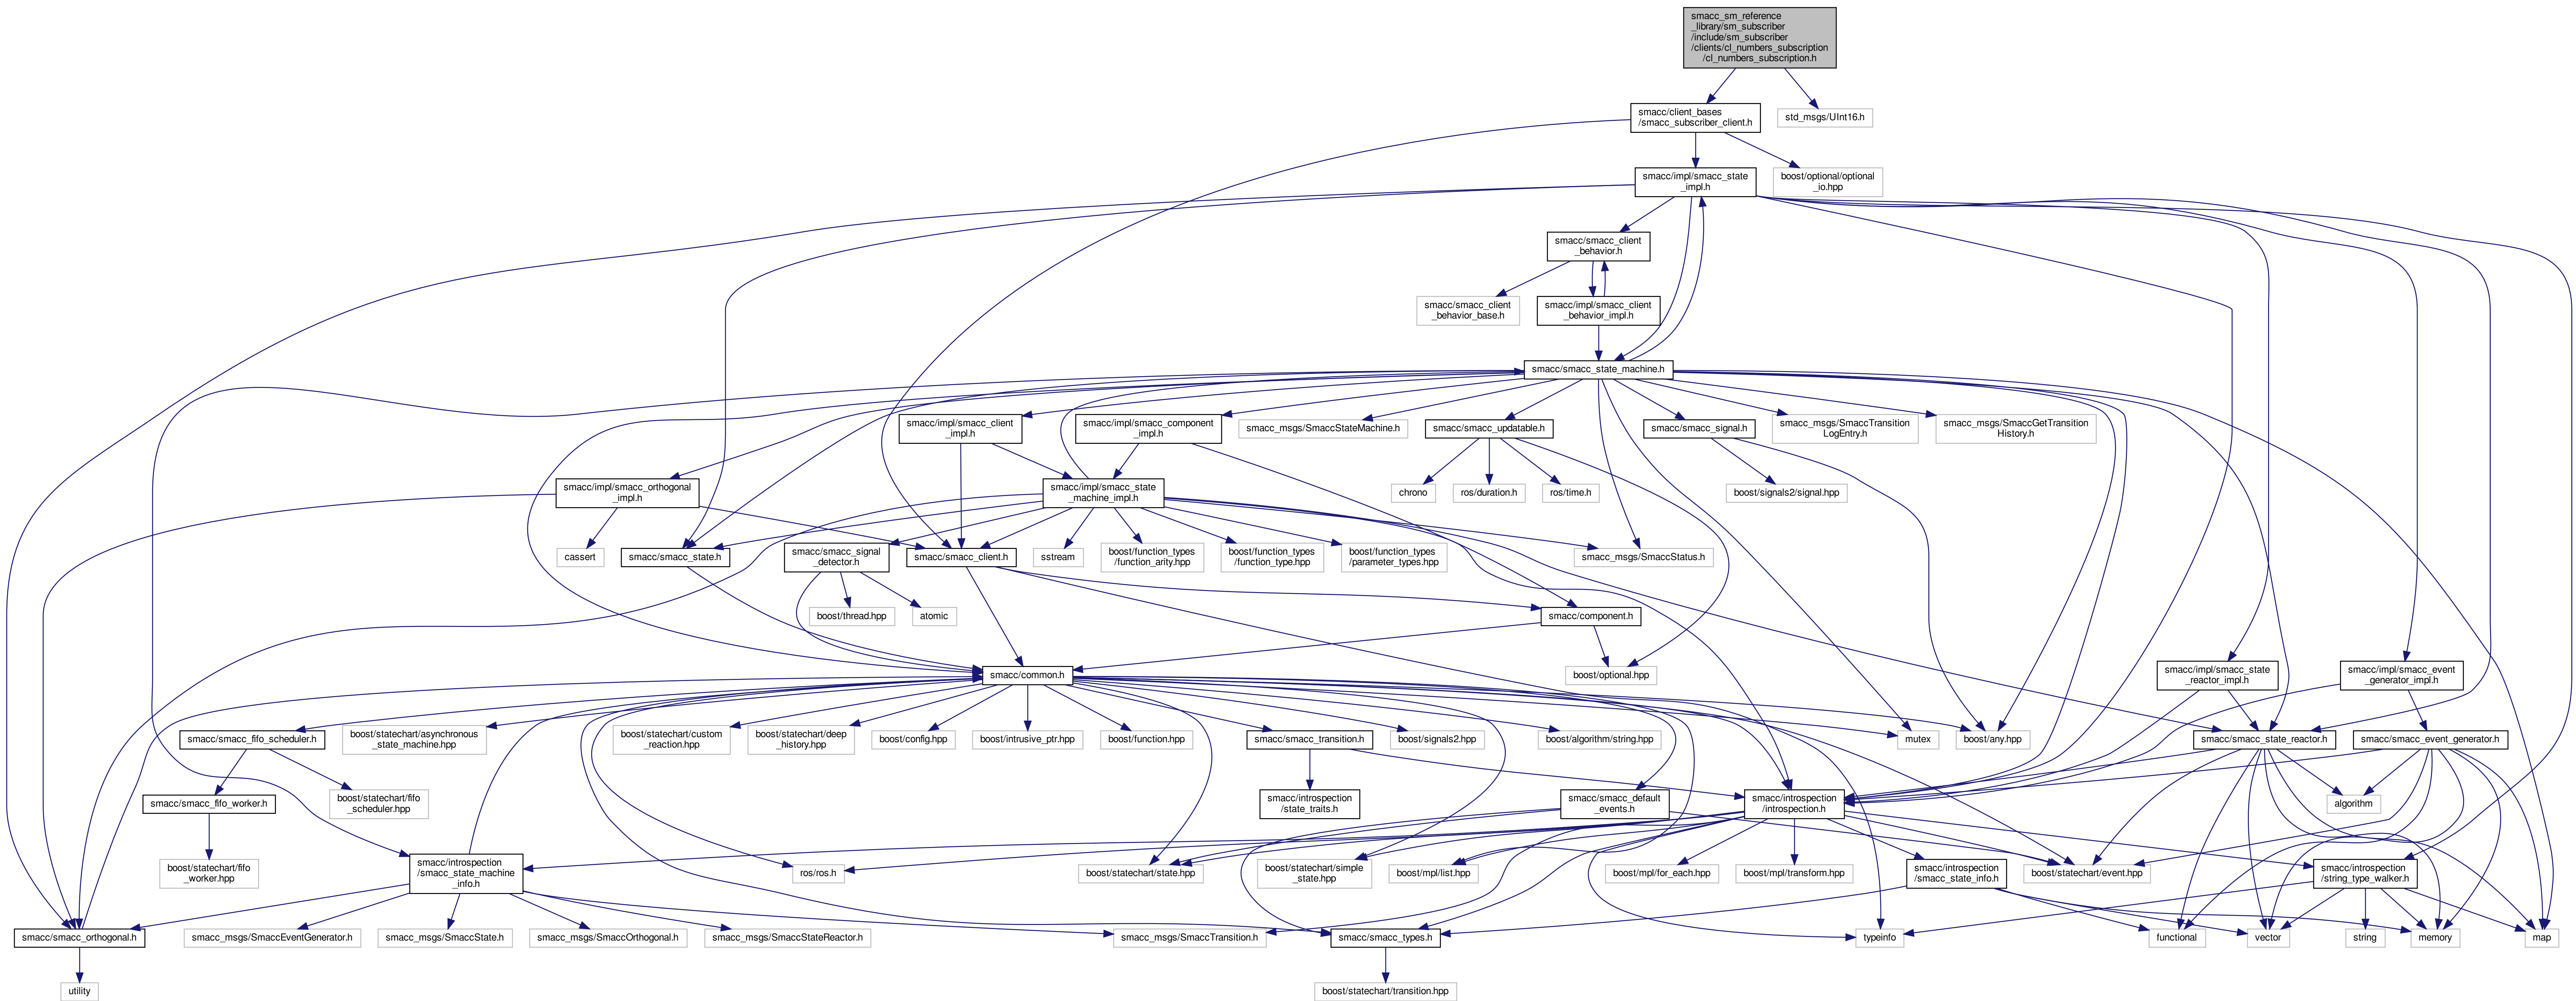 smacc_sm_reference
_library/sm_subscriber
/include/sm_subscriber
/clients/cl_numbers_subscription
/cl_numbers_subscription.h
smacc/client_bases
/smacc_subscriber_client.h
std_msgs/UInt16.h
smacc/impl/smacc_state
_impl.h
boost/optional/optional
_io.hpp
smacc/smacc_client
_behavior.h
smacc/smacc_client
_behavior_base.h
smacc/impl/smacc_client
_behavior_impl.h
smacc/smacc_state_machine.h
smacc/impl/smacc_client
_impl.h
smacc/impl/smacc_component
_impl.h
smacc_msgs/SmaccStateMachine.h
smacc/smacc_updatable.h
smacc/smacc_signal.h
smacc_msgs/SmaccTransition
LogEntry.h
smacc_msgs/SmaccGetTransition
History.h
smacc/impl/smacc_orthogonal
_impl.h
smacc/impl/smacc_state
_machine_impl.h
chrono
ros/duration.h
ros/time.h
boost/signals2/signal.hpp
cassert
smacc/smacc_state.h
smacc/smacc_signal
_detector.h
smacc/smacc_client.h
sstream
boost/function_types
/function_arity.hpp
boost/function_types
/function_type.hpp
boost/function_types
/parameter_types.hpp
smacc_msgs/SmaccStatus.h
boost/thread.hpp
atomic
smacc/component.h
smacc/common.h
boost/optional.hpp
smacc/impl/smacc_state
_reactor_impl.h
smacc/impl/smacc_event
_generator_impl.h
smacc/smacc_fifo_scheduler.h
boost/statechart/asynchronous
_state_machine.hpp
boost/statechart/custom
_reaction.hpp
boost/statechart/deep
_history.hpp
boost/config.hpp
boost/intrusive_ptr.hpp
boost/function.hpp
smacc/smacc_transition.h
boost/signals2.hpp
boost/algorithm/string.hpp
mutex
boost/any.hpp
smacc/smacc_state_reactor.h
smacc/smacc_event_generator.h
smacc/smacc_fifo_worker.h
boost/statechart/fifo
_scheduler.hpp
smacc/introspection
/state_traits.h
smacc/smacc_default
_events.h
smacc/introspection
/introspection.h
algorithm
boost/statechart/fifo
_worker.hpp
smacc/introspection
/smacc_state_machine
_info.h
ros/ros.h
boost/statechart/state.hpp
boost/statechart/simple
_state.hpp
boost/mpl/list.hpp
boost/mpl/for_each.hpp
boost/mpl/transform.hpp
smacc/introspection
/smacc_state_info.h
boost/statechart/event.hpp
smacc/introspection
/string_type_walker.h
smacc/smacc_orthogonal.h
smacc_msgs/SmaccEventGenerator.h
smacc_msgs/SmaccState.h
smacc_msgs/SmaccOrthogonal.h
smacc_msgs/SmaccStateReactor.h
smacc_msgs/SmaccTransition.h
smacc/smacc_types.h
typeinfo
functional
vector
string
memory
map
utility
boost/statechart/transition.hpp